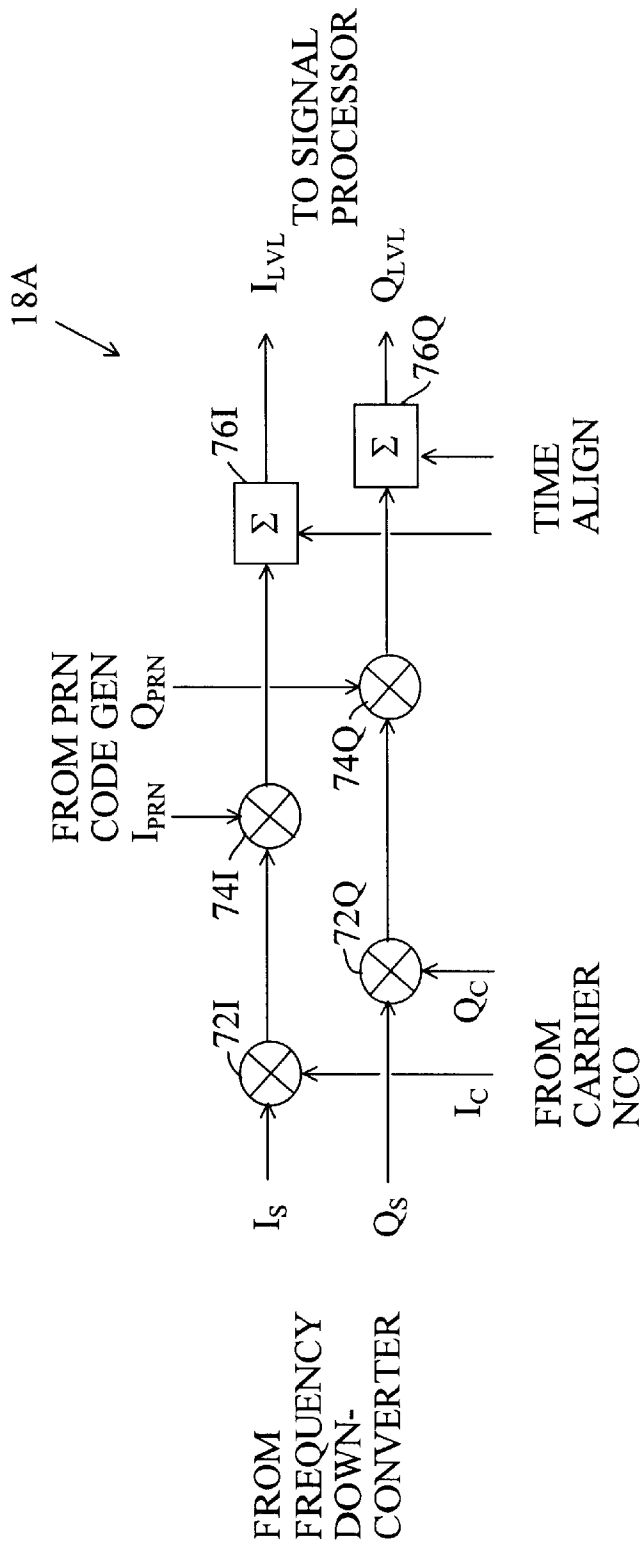 18A
FROM PRN
CODE GEN
I_PRN Q_PRN
72I
74I
76I
Σ
I_LVL
TO SIGNAL
PROCESSOR
I_S
FROM
FREQUENCY
DOWN-
CONVERTER
Q_S
72Q
74Q
Σ
76Q
Q_LVL
I_C Q_C
FROM
CARRIER
NCO
TIME
ALIGN